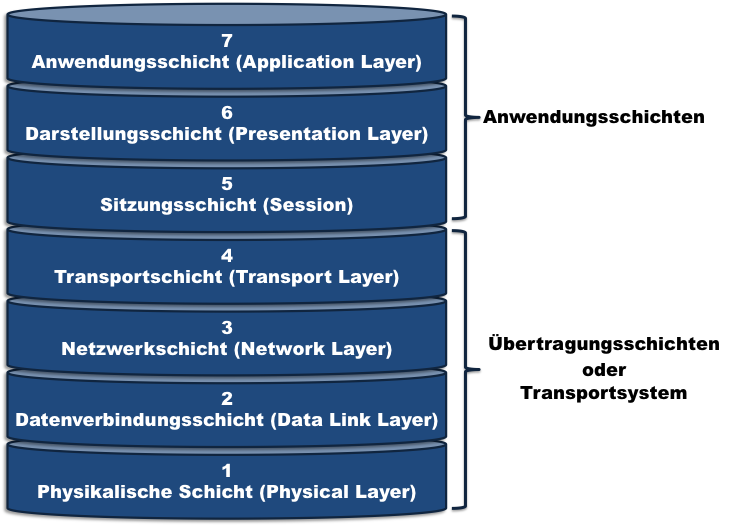 7
Anwendungsschicht (Application Layer)
6
Darstellungsschicht (Presentation Layer)
5
Sitzungsschicht (Session)
4
Transportschicht (Transport Layer)
3
Netzwerkschicht (Network Layer)
2
Datenverbindungsschicht (Data Link Layer)
1
Physikalische Schicht (Physical Layer)
Anwendungsschichten
Übertragungsschichten
oder
Transportsystem